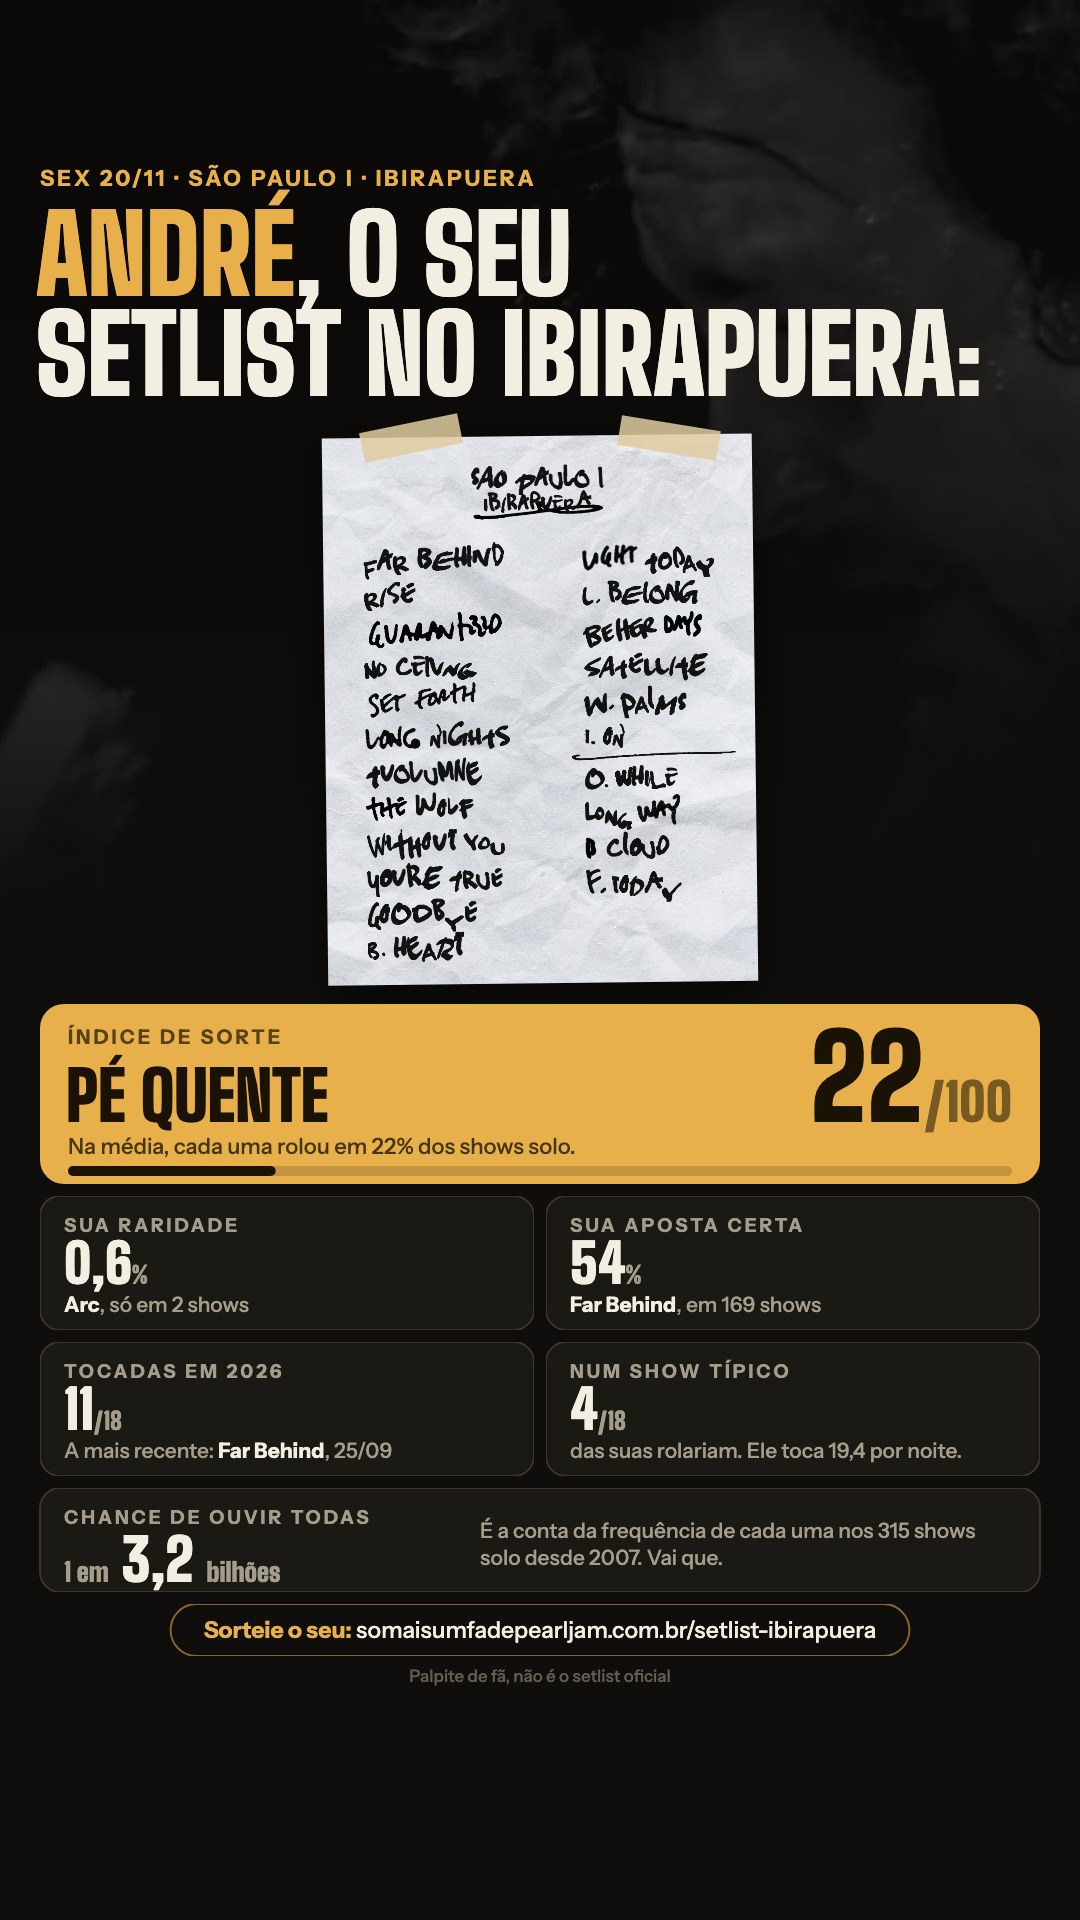 SEX 20/11 · SÃO PAULO I · IBIRAPUERA
ANDRÉ, O SEU
SETLIST NO IBIRAPUERA:
SÃO PAULO I
IBIRAPUERA
FAR BEHIND
RISE
NO CEILING
SET FORTH
LONG NIGHTS
TUOLUMNE
THE WOLF
WITHOUT YOU
YOU'RE TRUE
GOODBYE
B. HEART
LIGHT TODAY
L. BELONG
BETTER DAYS
SATELLITE
W. PALMS
I. ON
O. WHILE
LONG WAY
CLOUD
F. TODAY
ÍNDICE DE SORTE
PÉ QUENTE
22/100
Na média, cada uma rolou em 22% dos shows solo.
SUA RARIDADE
0,6%
Arc, só em 2 shows
SUA APOSTA CERTA
54%
Far Behind, em 169 shows
TOCADAS EM 2026
11/18
A mais recente: Far Behind, 25/09
NUM SHOW TÍPICO
4/18
das suas rolariam. Ele toca 19,4 por noite.
CHANCE DE OUVIR TODAS
1 em 3,2 bilhões
É a conta da frequência de cada uma nos 315 shows
solo desde 2007. Vai que.
Sorteie o seu: somaisumfadepearljam.com.br/setlist-ibirapuera
Palpite de fã, não é o setlist oficial